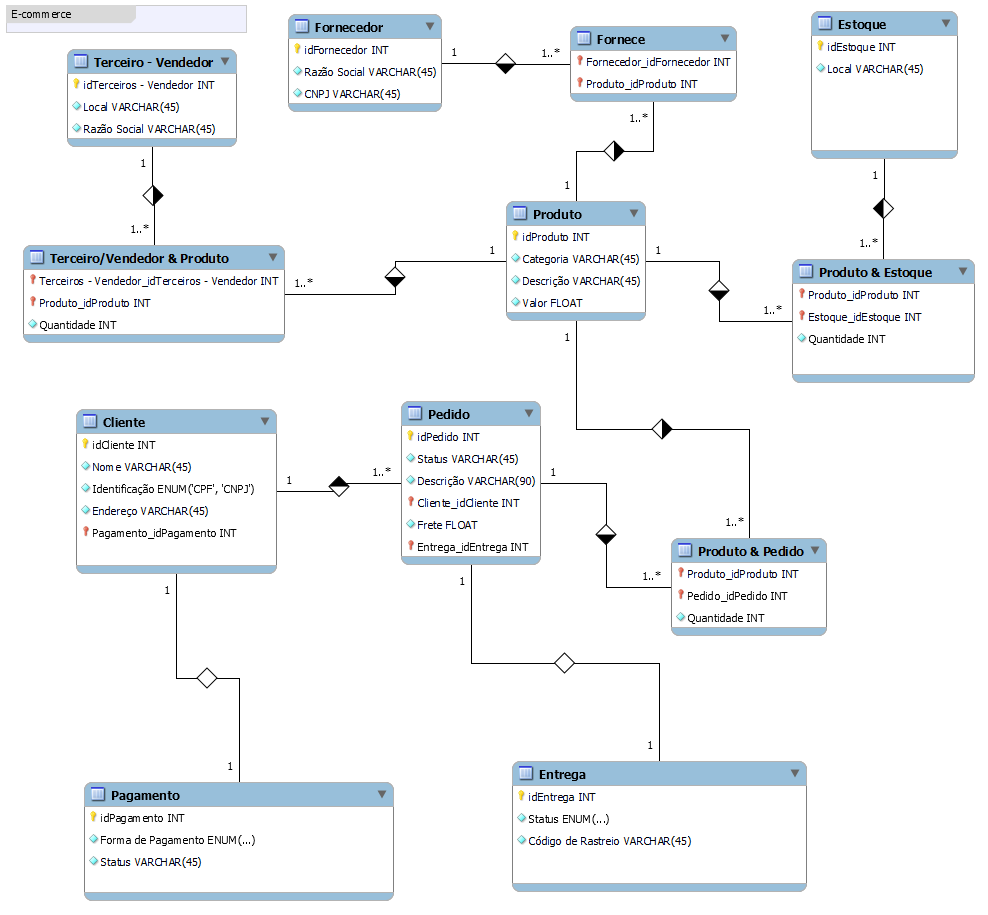 E-commerce
Terceiro - Vendedor
idTerceiros - Vendedor INT
Local VARCHAR(45)
Razão Social VARCHAR(45)
1
1..*
Fornecedor
idFornecedor INT
Razão Social VARCHAR(45)
CNPJ VARCHAR(45)
1
1..*
Fornece
Fornecedor_idFornecedor INT
Produto_idProduto INT
1..*
1
Estoque
idEstoque INT
Local VARCHAR(45)
1
1..*
Terceiro/Vendedor & Produto
Terceiros - Vendedor_idTerceiros - Vendedor INT
Produto_idProduto INT
Quantidade INT
1..*
1
Produto
idProduto INT
Categoria VARCHAR(45)
Descrição VARCHAR(45)
Valor FLOAT
1
1..*
1
1..*
Produto & Estoque
Produto_idProduto INT
Estoque_idEstoque INT
Quantidade INT
Cliente
idCliente INT
Nome VARCHAR(45)
Identificação ENUM('CPF', 'CNPJ')
Endereço VARCHAR(45)
Pagamento_idPagamento INT
1
1..*
Pedido
idPedido INT
Status VARCHAR(45)
Descrição VARCHAR(90)
Cliente_idCliente INT
Frete FLOAT
Entrega_idEntrega INT
1
1..*
Produto & Pedido
Produto_idProduto INT
Pedido_idPedido INT
Quantidade INT
1
1
1
1
Pagamento
idPagamento INT
Forma de Pagamento ENUM(...)
Status VARCHAR(45)
Entrega
idEntrega INT
Status ENUM(...)
Código de Rastreio VARCHAR(45)